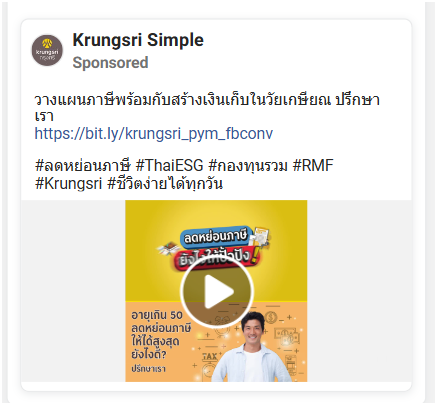 Krungsri Simple
Sponsored
krungsri
กรุงศรี
วางแผนภาษีพร้อมกับสร้างเงินเก็บในวัยเกษียณ ปรึกษา
เรา
https://bit.ly/krungsri_pym_fbconv
#ลดหย่อนภาษี #ThaiESG #กองทุนรวม #RMF
#Krungsri #ชีวิตง่ายได้ทุกวัน
ลดหย่อนภาษี
ยังไงให้ปัง!
อายุเกิน 50
ลดหย่อนภาษี
ให้ได้สูงสุด
ยังไงดี?
ปรึกษาเรา
TAX